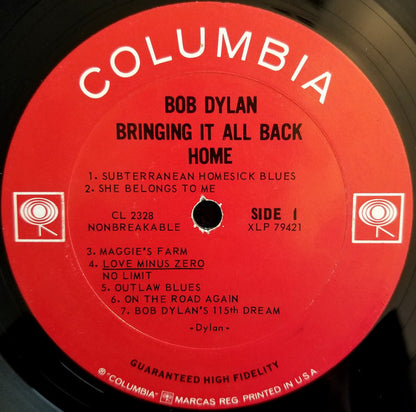 COLUMBIA
BOB DYLAN
BRINGING IT ALL BACK
HOME
1. SUBTERRANEAN HOMESICK BLUES
2. SHE BELONGS TO ME
CL 2328
NONBREAKABLE
SIDE 1
XLP 79421
3. MAGGIE'S FARM
4. LOVE MINUS ZERO
NO LIMIT
5. OUTLAW BLUES
6. ON THE ROAD AGAIN
7. BOB DYLAN'S 115th DREAM
-Dylan-
GUARANTEED HIGH FIDELITY
® "COLUMBIA" MARCAS REG. PRINTED IN U.S.A.